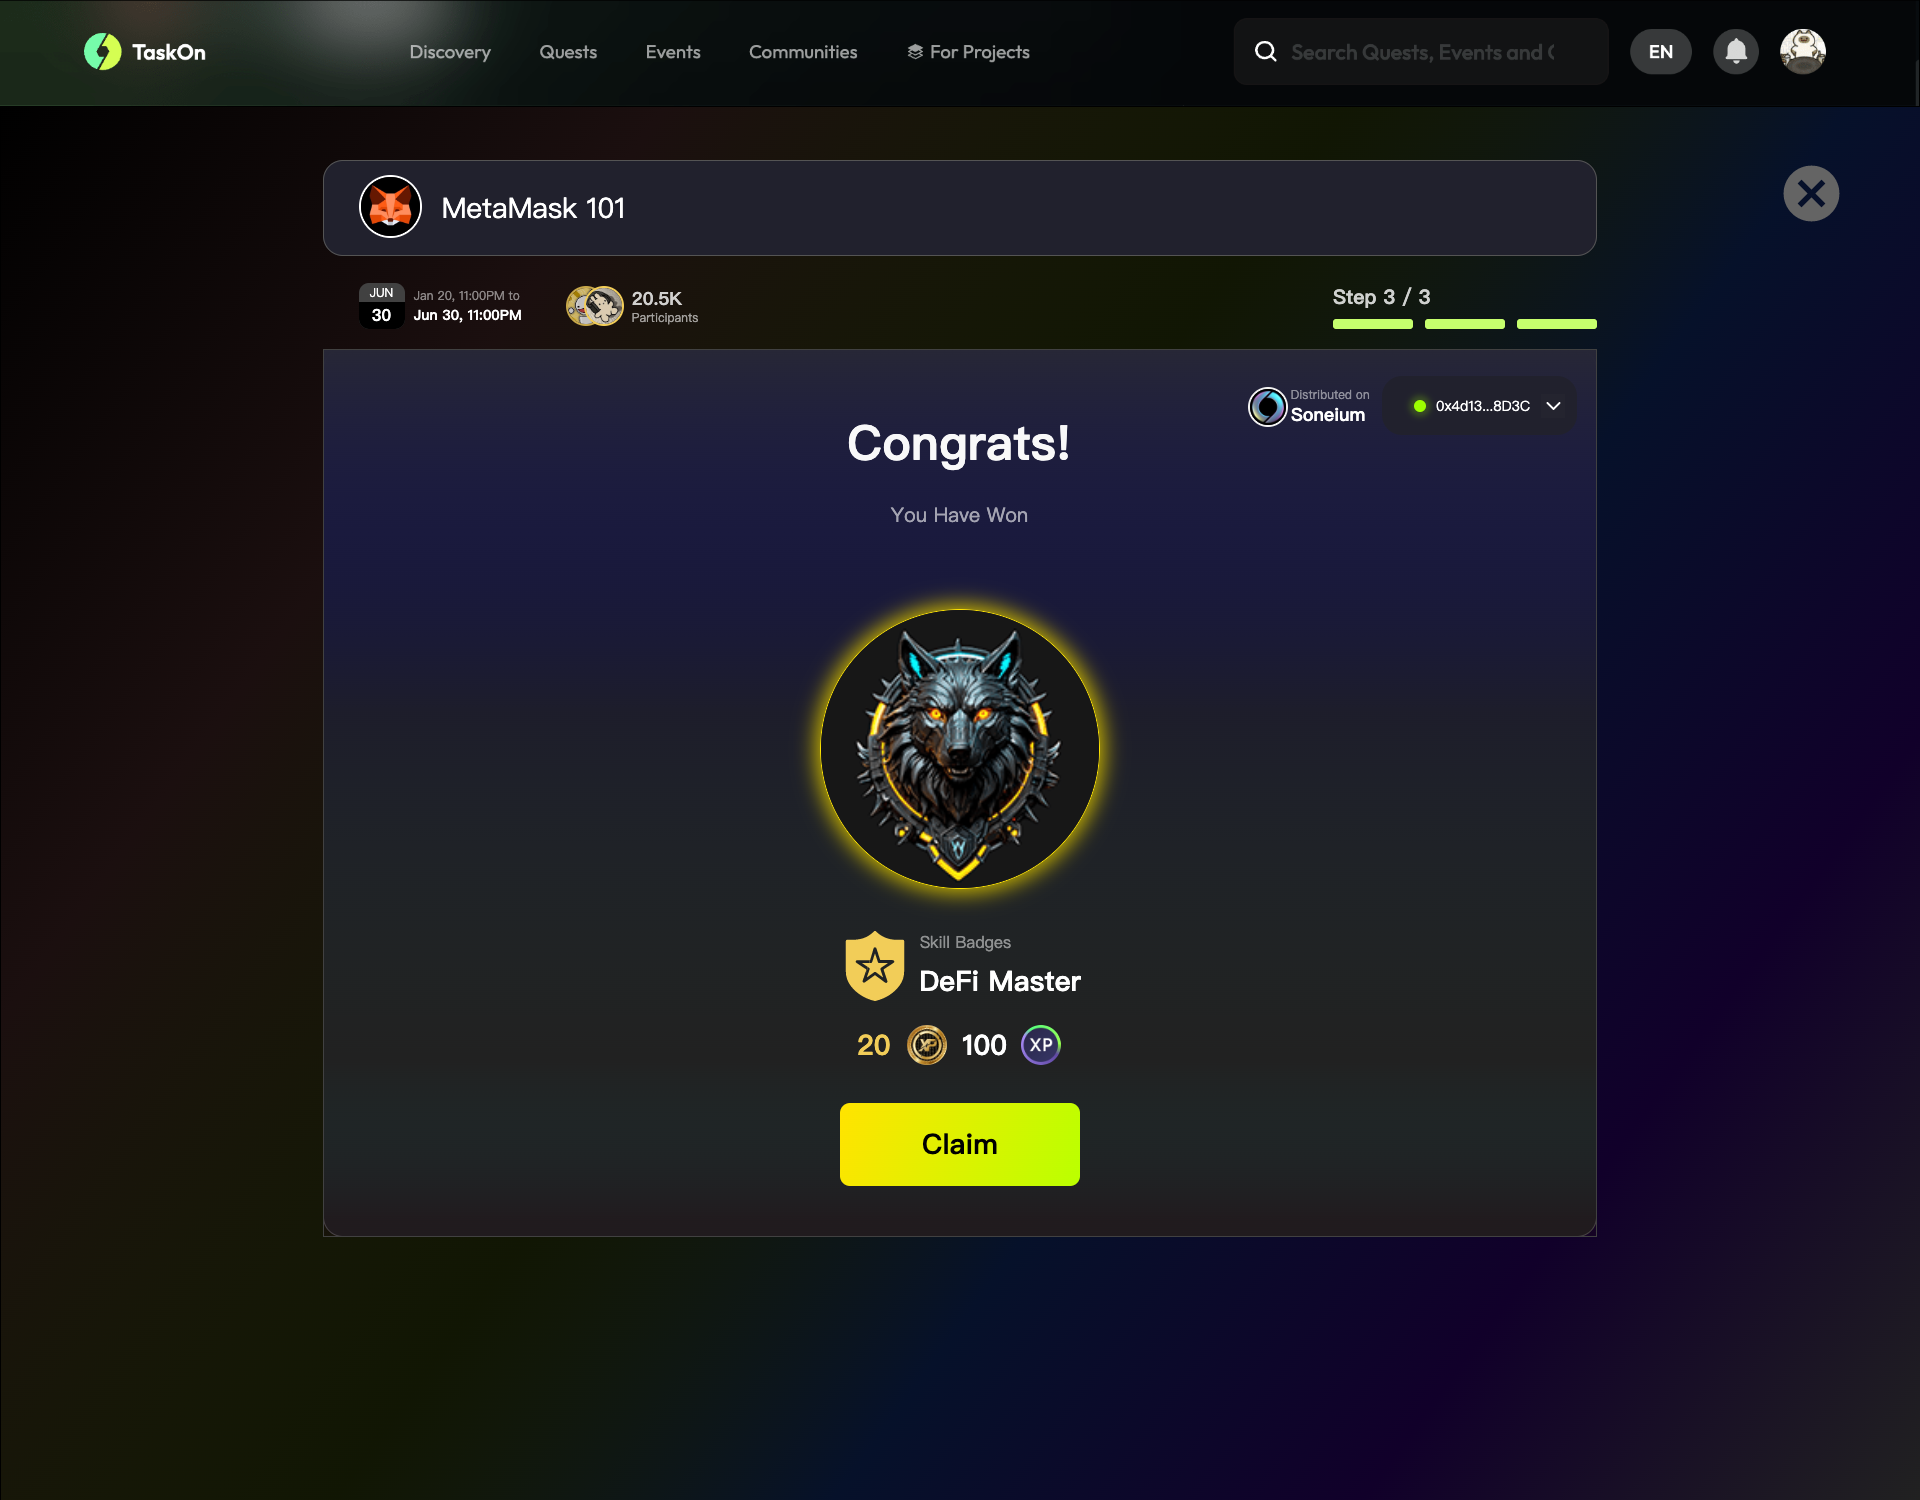 TaskOn
Discovery
Quests
Events
Communities
For Projects
Search Quests, Events and
EN
MetaMask 101
JUN
30
Jan 20, 11:00PM to
Jun 30, 11:00PM
20.5K
Participants
Step 3 / 3
Distributed on
Soneium
0x4d13...8D3C
Congrats!
You Have Won
W
Skill Badges
DeFi Master
20 XP 100 XP
Claim